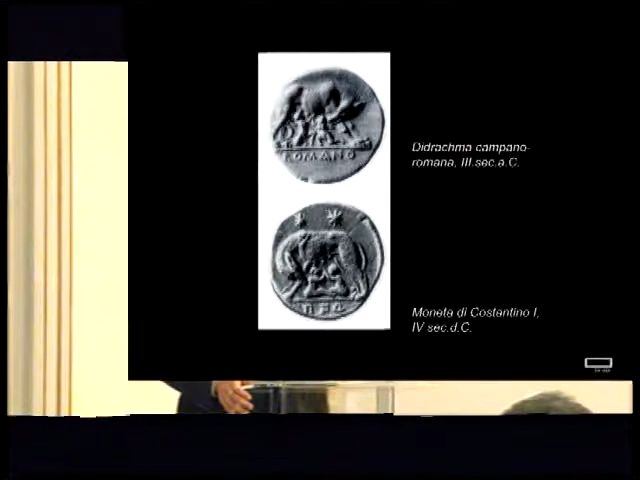 ROMANO
Didrachma campano-
romana, III.sec.a.C.
Moneta di Costantino I,
IV sec.d.C.